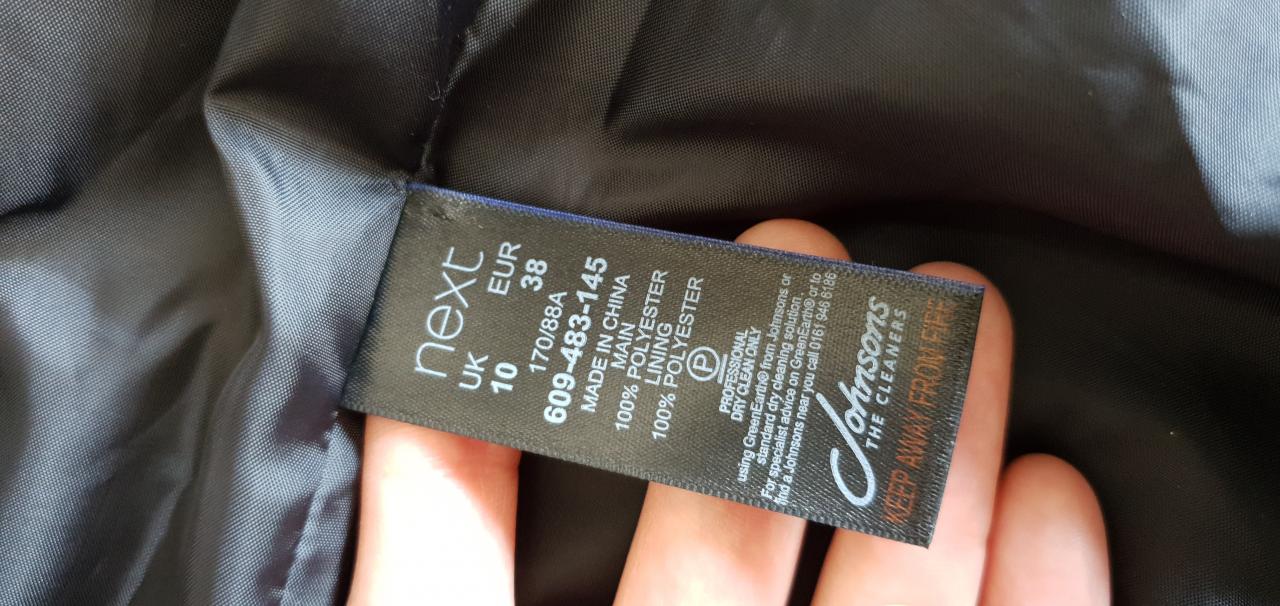 next
UK EUR
10 38
170/88A
609-483-145
MADE IN CHINA
MAIN
100% POLYESTER
LINING
100% POLYESTER
P
PROFESSIONAL
DRY CLEAN ONLY
using GreenEarth® from Johnsons or
standard dry cleaning solution
For specialist advice on GreenEarth® or to
find a Johnsons near you call 0161 946 6186
Johnsons
THE CLEANERS
KEEP AWAY FROM FIRE